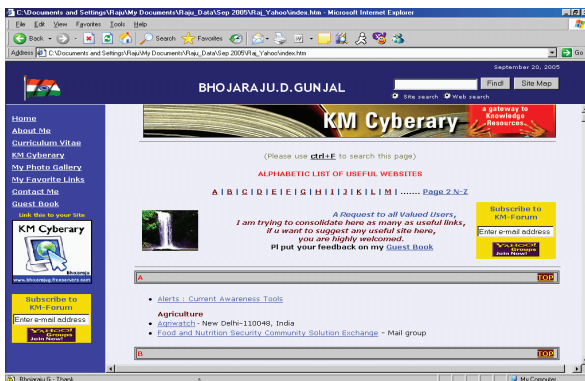 C:\Documents and Settings\Raju\My Documents\Raju_Data\Sep 2005\Raj_Yahoo\index.htm - Microsoft Internet Explorer
File Edit View Favorites Tools Help
Back Search Favorites
Address C:\Documents and Settings\Raju\My Documents\Raju_Data\Sep 2005\Raj_Yahoo\index.htm Go
September 20, 2005
BHOJARAJU.D.GUNJAL
Find! Site Map
Site search Web search
Home
About Me
Curriculum Vitae
KM Cyberary
My Photo Gallery
My Favorite Links
Contact Me
Guest Book
Link this to your Site
KM Cyberary
Bhojaraju
www.bhojarajug.freeservers.com
Subscribe to
KM-Forum
Enter e-mail address
YAHOO!
Groups
Join Now!
KM Cyberary
a gateway to
Knowledge
Resources.
(Please use ctrl+F to search this page)
ALPHABETIC LIST OF USEFUL WEBSITES
A | B | C | D | E | F | G | H | I | J | K | L | M | ....... Page 2 N-Z
A Request to all Valued Users,
I am trying to consolidate here as many as useful links,
if u want to suggest any useful site here,
you are highly welcomed.
Pl put your feedback on my Guest Book
Subscribe to
KM-Forum
Enter e-mail address
YAHOO!
Groups
Join Now!
A TOP
• Alerts : Current Awareness Tools
Agriculture
• Agriwatch - New Delhi-110048, India
• Food and Nutrition Security Community Solution Exchange - Mail group
B TOP
Bhojaraju G - Thank
My Computer